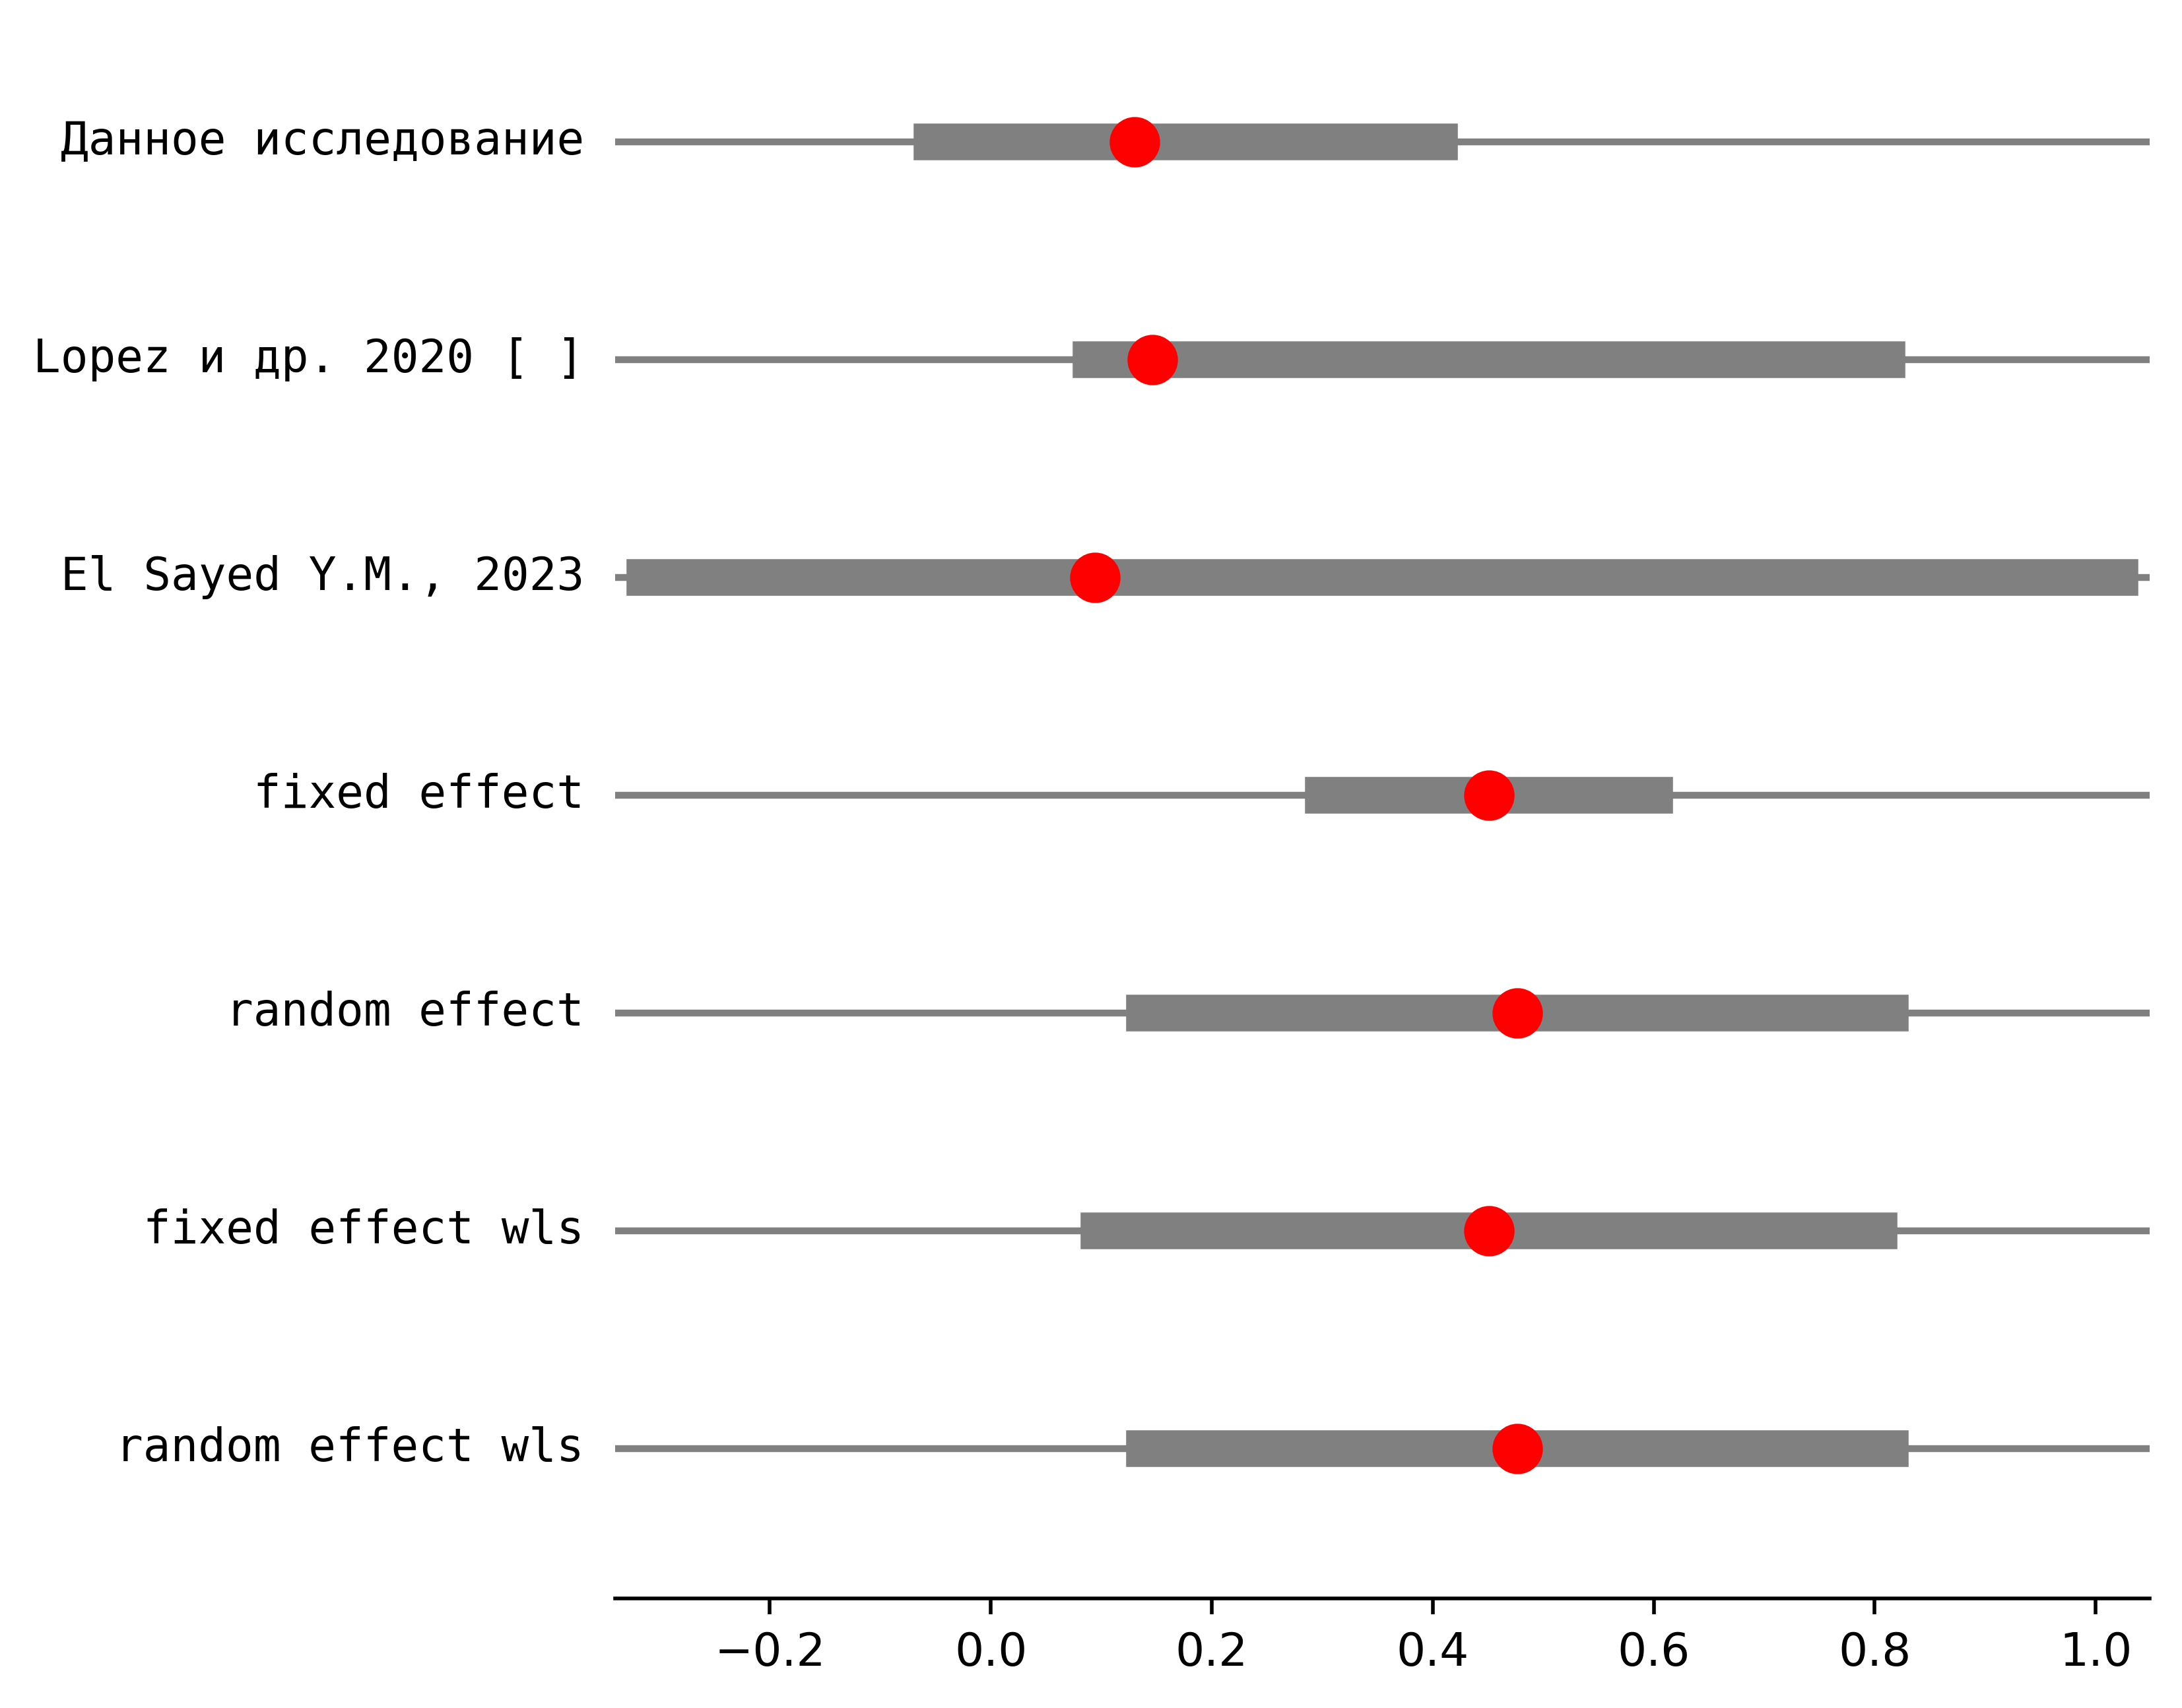 Данное исследование
Lopez и др. 2020 [ ]
El Sayed Y.M., 2023
fixed effect
random effect
fixed effect wls
random effect wls
−0.2 0.0 0.2 0.4 0.6 0.8 1.0